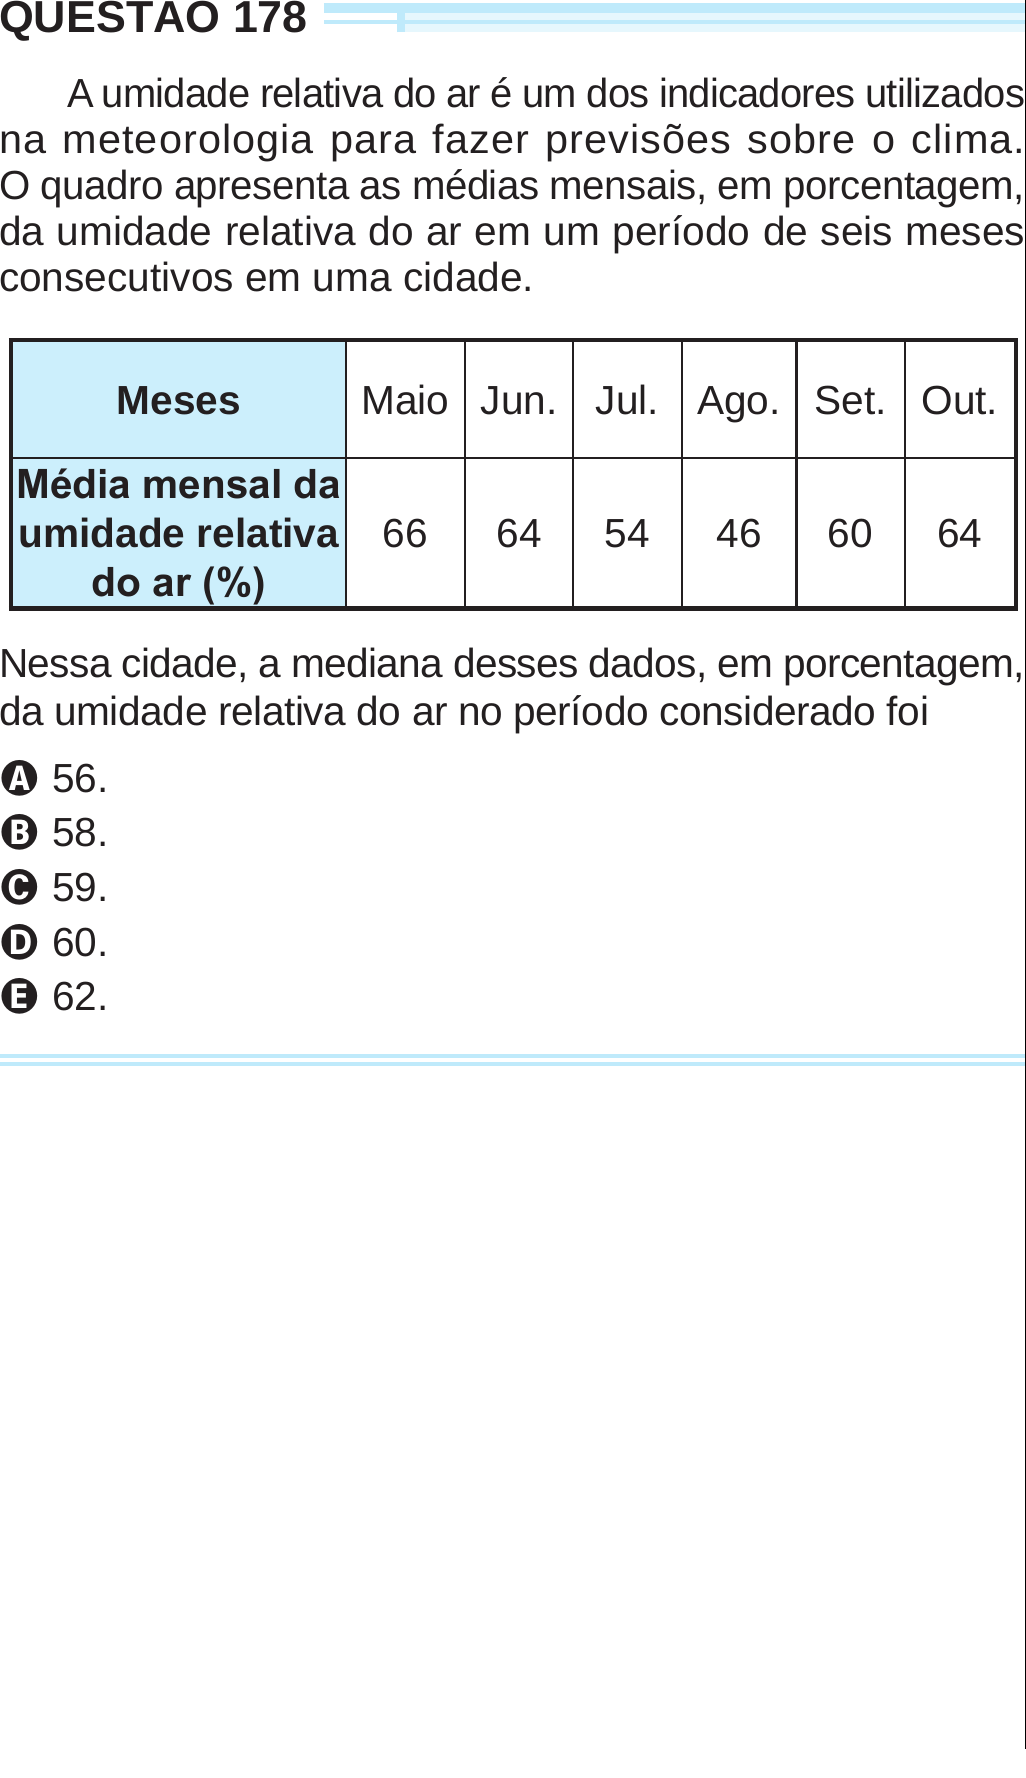 QUESTÃO 178
A umidade relativa do ar é um dos indicadores utilizados
na meteorologia para fazer previsões sobre o clima.
O quadro apresenta as médias mensais, em porcentagem,
da umidade relativa do ar em um período de seis meses
consecutivos em uma cidade.
Meses Maio Jun. Jul. Ago. Set. Out.
Média mensal da
umidade relativa 66 64 54 46 60 64
do ar (%)
Nessa cidade, a mediana desses dados, em porcentagem,
da umidade relativa do ar no período considerado foi
A 56.
B 58.
C 59.
D 60.
E 62.